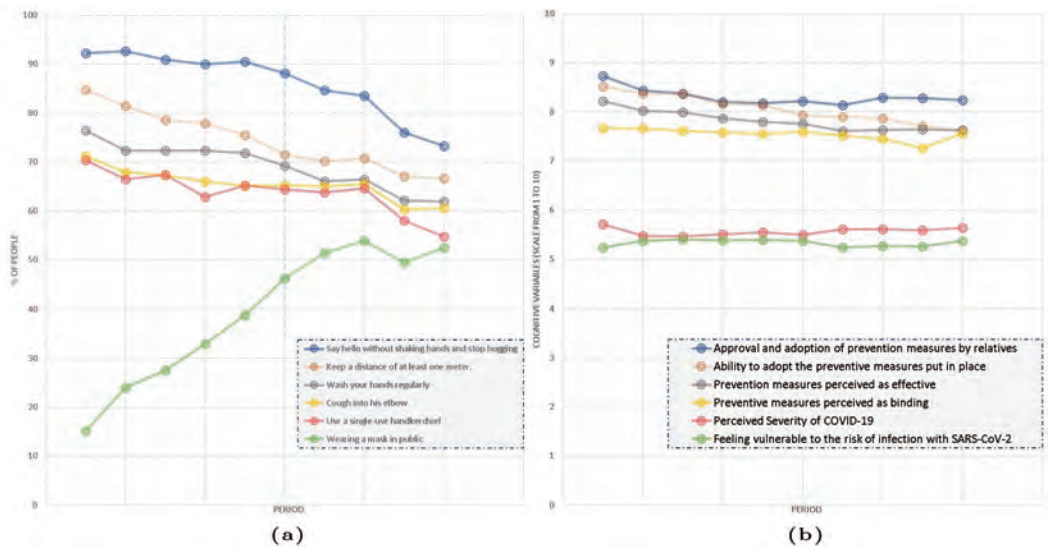 100
90
80
70
60
50
40
30
20
10
0
% OF PEOPLE
Say hello without shaking hands and stop hugging
Keep a distance of at least one meter.
Wash your hands regularly
Cough into his elbow
Use a single-use handkerchief
Wearing a mask in public
PERIOD
(a)
10
9
8
7
6
5
4
3
2
1
0
COGNITIVE VARIABLES (SCALE FROM 1 TO 10)
Approval and adoption of prevention measures by relatives
Ability to adopt the preventive measures put in place
Prevention measures perceived as effective
Preventive measures perceived as binding
Perceived Severity of COVID-19
Feeling vulnerable to the risk of infection with SARS-CoV-2
PERIOD
(b)